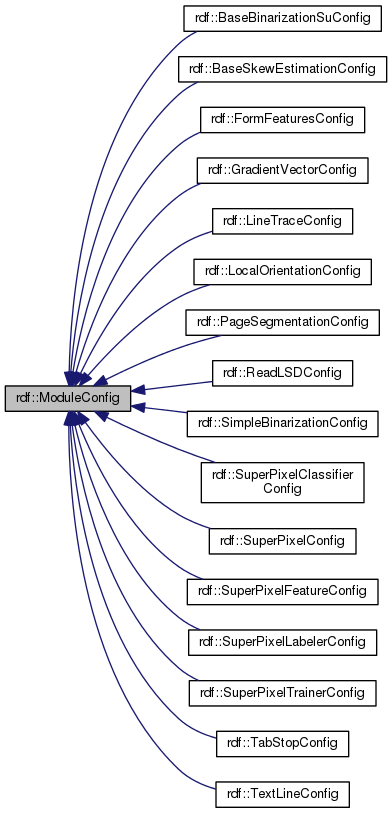 rdf::BaseBinarizationSuConfig
rdf::BaseSkewEstimationConfig
rdf::FormFeaturesConfig
rdf::GradientVectorConfig
rdf::LineTraceConfig
rdf::LocalOrientationConfig
rdf::PageSegmentationConfig
rdf::ReadLSDConfig
rdf::ModuleConfig
rdf::SimpleBinarizationConfig
rdf::SuperPixelClassifier
Config
rdf::SuperPixelConfig
rdf::SuperPixelFeatureConfig
rdf::SuperPixelLabelerConfig
rdf::SuperPixelTrainerConfig
rdf::TabStopConfig
rdf::TextLineConfig